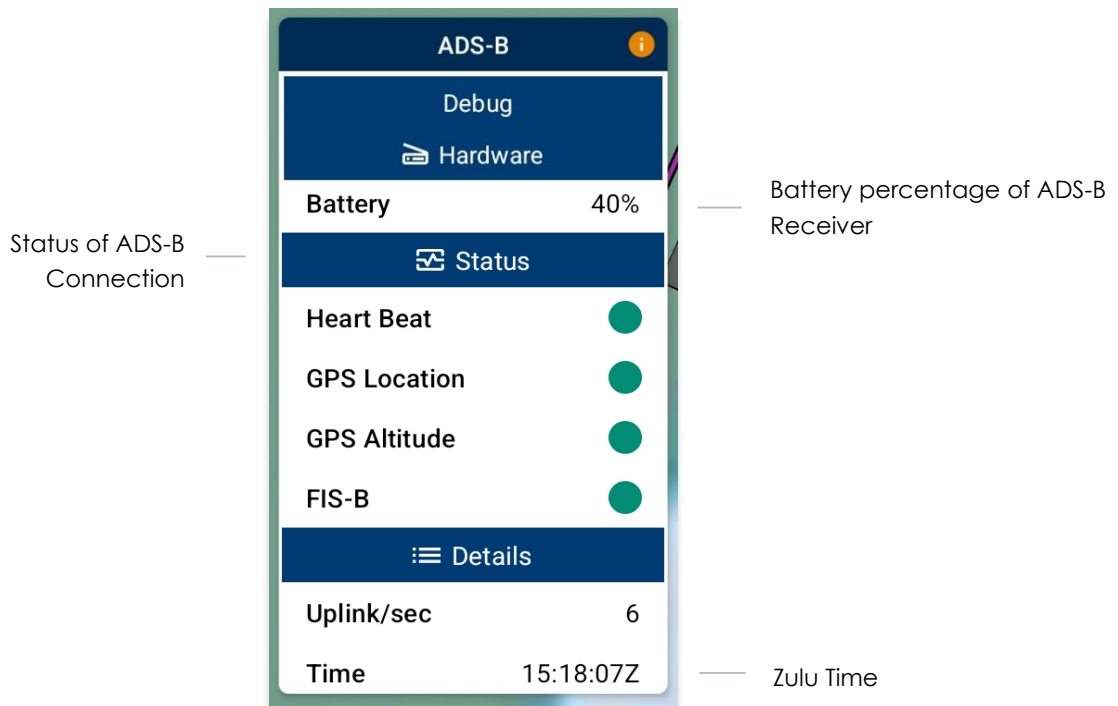 ADS-B
Debug
Hardware
Battery 40%
Battery percentage of ADS-B
Receiver
Status of ADS-B
Connection
Status
Heart Beat
GPS Location
GPS Altitude
FIS-B
Details
Uplink/sec 6
Time 15:18:07Z
Zulu Time